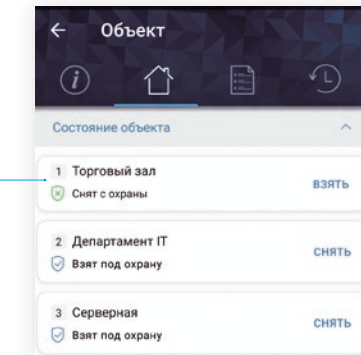 Объект
Состояние объекта
1 Торговый зал
Снят с охраны
ВЗЯТЬ
2 Департамент IT
Взят под охрану
СНЯТЬ
3 Серверная
Взят под охрану
СНЯТЬ